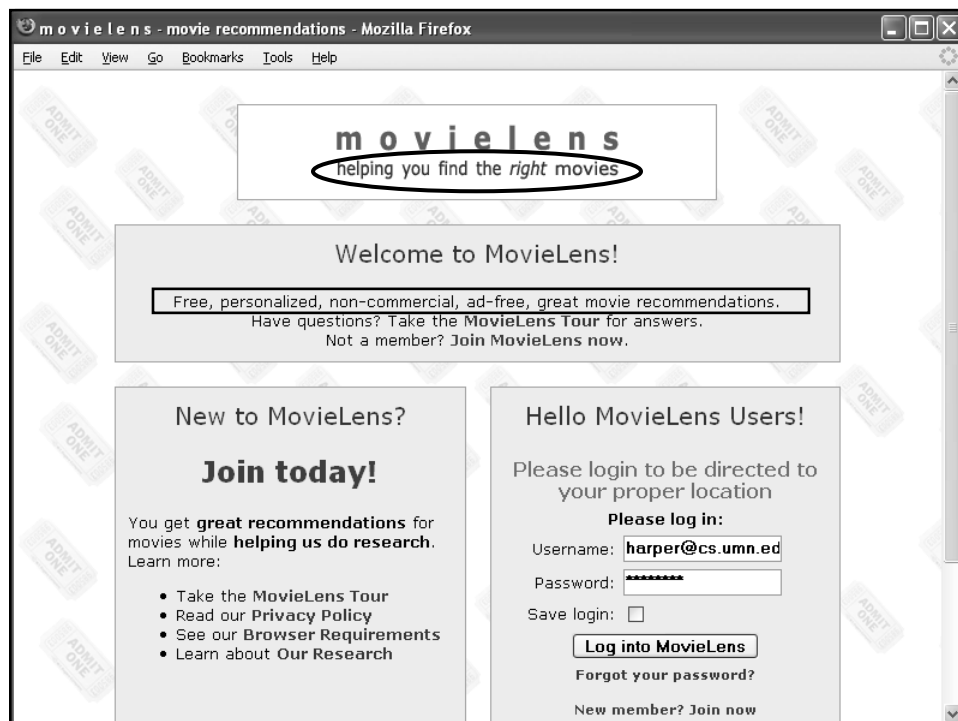 m o v i e l e n s - movie recommendations - Mozilla Firefox
File Edit View Go Bookmarks Tools Help
movielens
helping you find the right movies
Welcome to MovieLens!
Free, personalized, non-commercial, ad-free, great movie recommendations.
Have questions? Take the MovieLens Tour for answers.
Not a member? Join MovieLens now.
New to MovieLens?
Join today!
You get great recommendations for
movies while helping us do research.
Learn more:
• Take the MovieLens Tour
• Read our Privacy Policy
• See our Browser Requirements
• Learn about Our Research
Hello MovieLens Users!
Please login to be directed to
your proper location
Please log in:
Username: harper@cs.umn.ed
Password: ********
Save login:
Log into MovieLens
Forgot your password?
New member? Join now
ADMIT
ONE